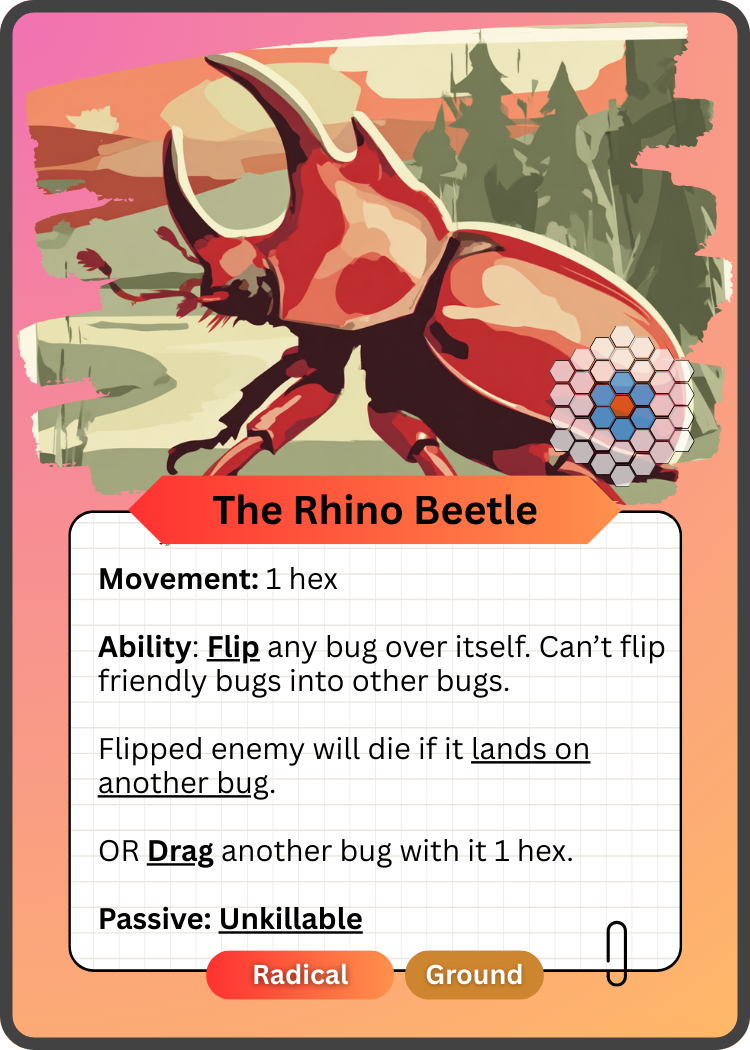 The Rhino Beetle
Movement: 1 hex
Ability: Flip any bug over itself. Can’t flip
friendly bugs into other bugs.
Flipped enemy will die if it lands on
another bug.
OR Drag another bug with it 1 hex.
Passive: Unkillable
Radical
Ground